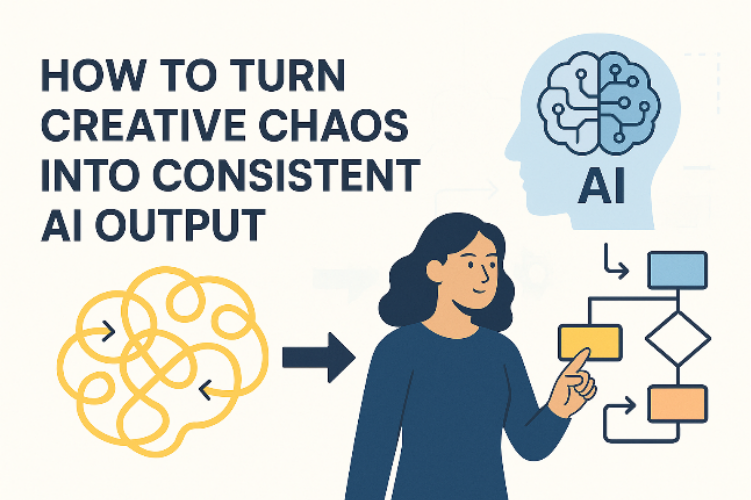 HOW TO TURN
CREATIVE CHAOS
INTO CONSISTENT
AI OUTPUT
AI